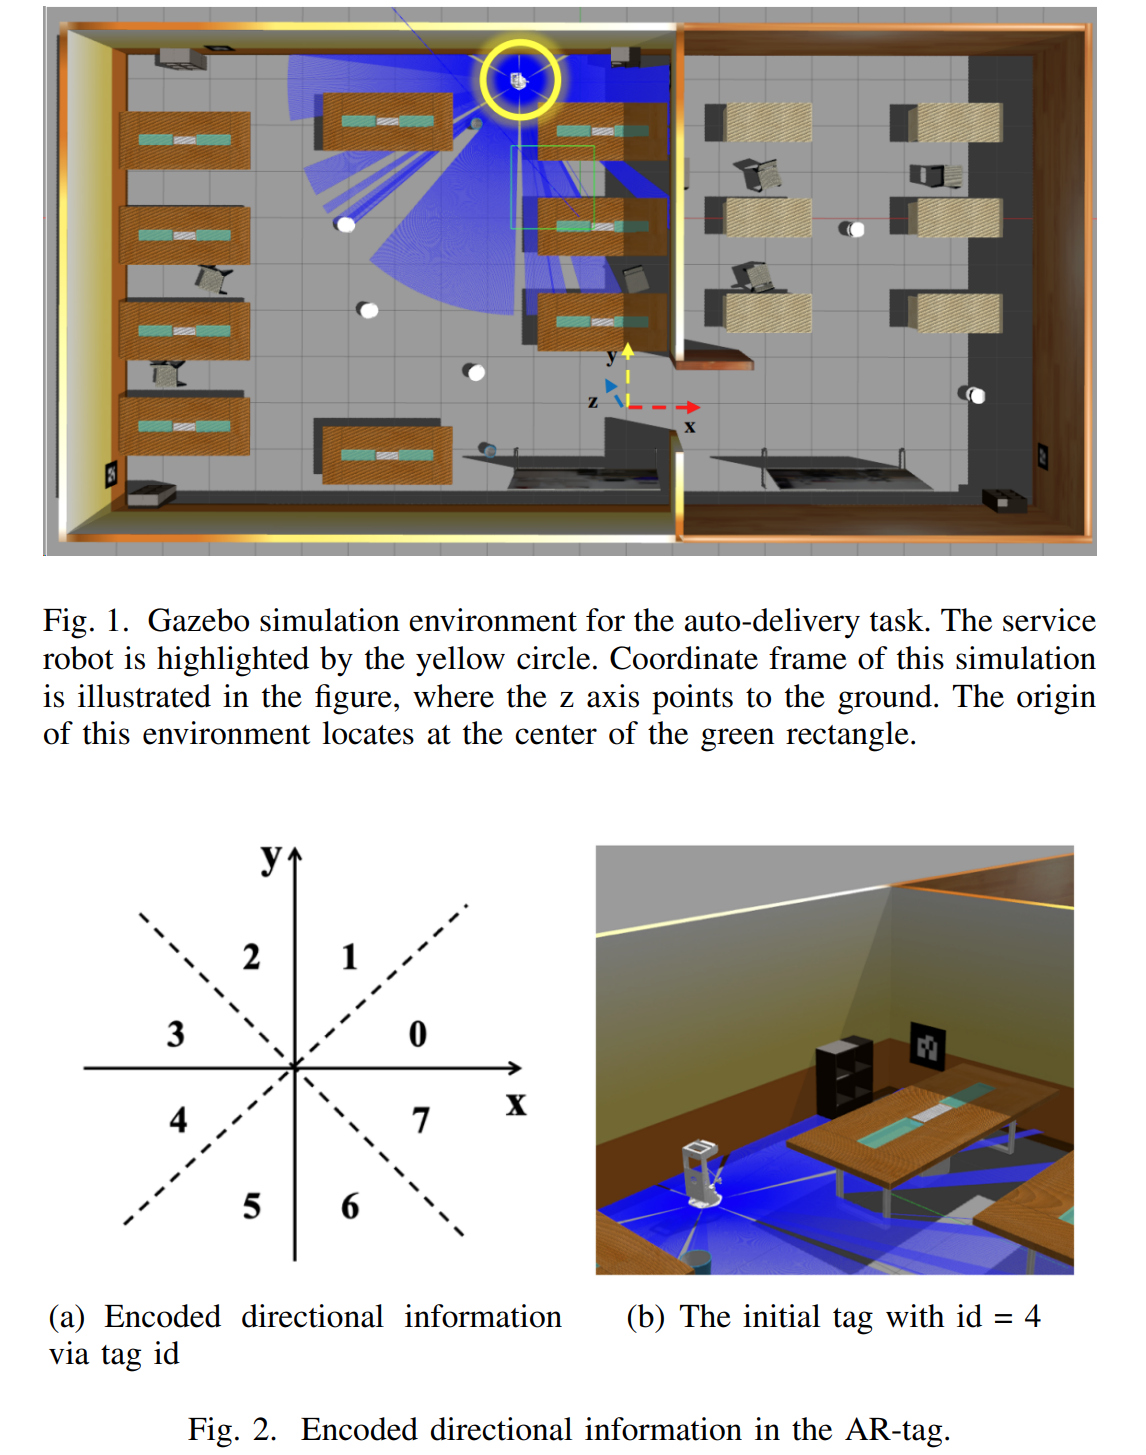 y
z
x
Fig. 1. Gazebo simulation environment for the auto-delivery task. The service
robot is highlighted by the yellow circle. Coordinate frame of this simulation
is illustrated in the figure, where the z axis points to the ground. The origin
of this environment locates at the center of the green rectangle.
y
2 1
3 0
x
4 7
5 6
(a) Encoded directional information
via tag id
(b) The initial tag with id = 4
Fig. 2. Encoded directional information in the AR-tag.